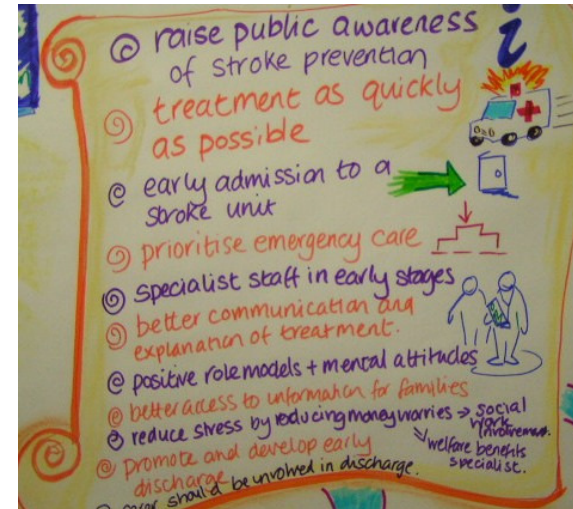 raise public awareness
of stroke prevention
treatment as quickly
as possible
early admission to a
stroke unit
prioritise emergency care
specialist staff in early stages
better communication and
explanation of treatment.
positive role models + mental attitudes
better access to information for families
reduce stress by reducing money worries → social
work
involvement.
welfare benefits
specialist.
promote and develop early
discharge
should be involved in discharge.